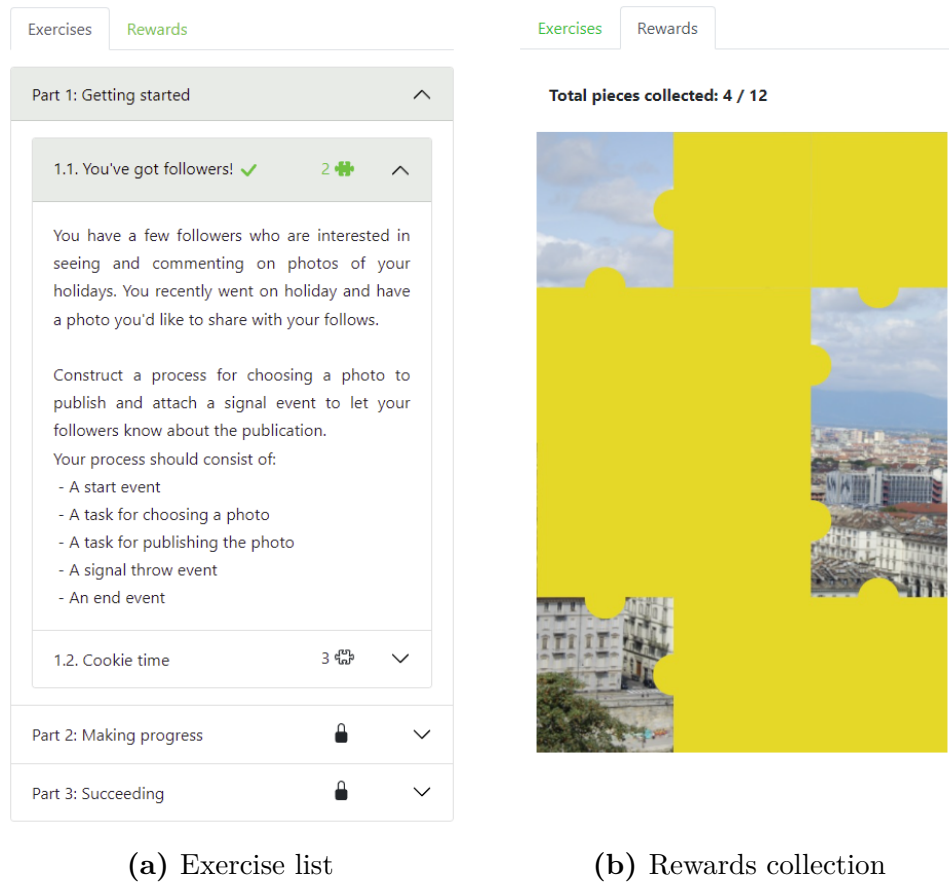 Exercises Rewards
Part 1: Getting started
1.1. You've got followers! 2
You have a few followers who are interested in
seeing and commenting on photos of your
holidays. You recently went on holiday and have
a photo you'd like to share with your follows.
Construct a process for choosing a photo to
publish and attach a signal event to let your
followers know about the publication.
Your process should consist of:
- A start event
- A task for choosing a photo
- A task for publishing the photo
- A signal throw event
- An end event
1.2. Cookie time 3
Part 2: Making progress
Part 3: Succeeding
(a) Exercise list
Exercises Rewards
Total pieces collected: 4 / 12
(b) Rewards collection